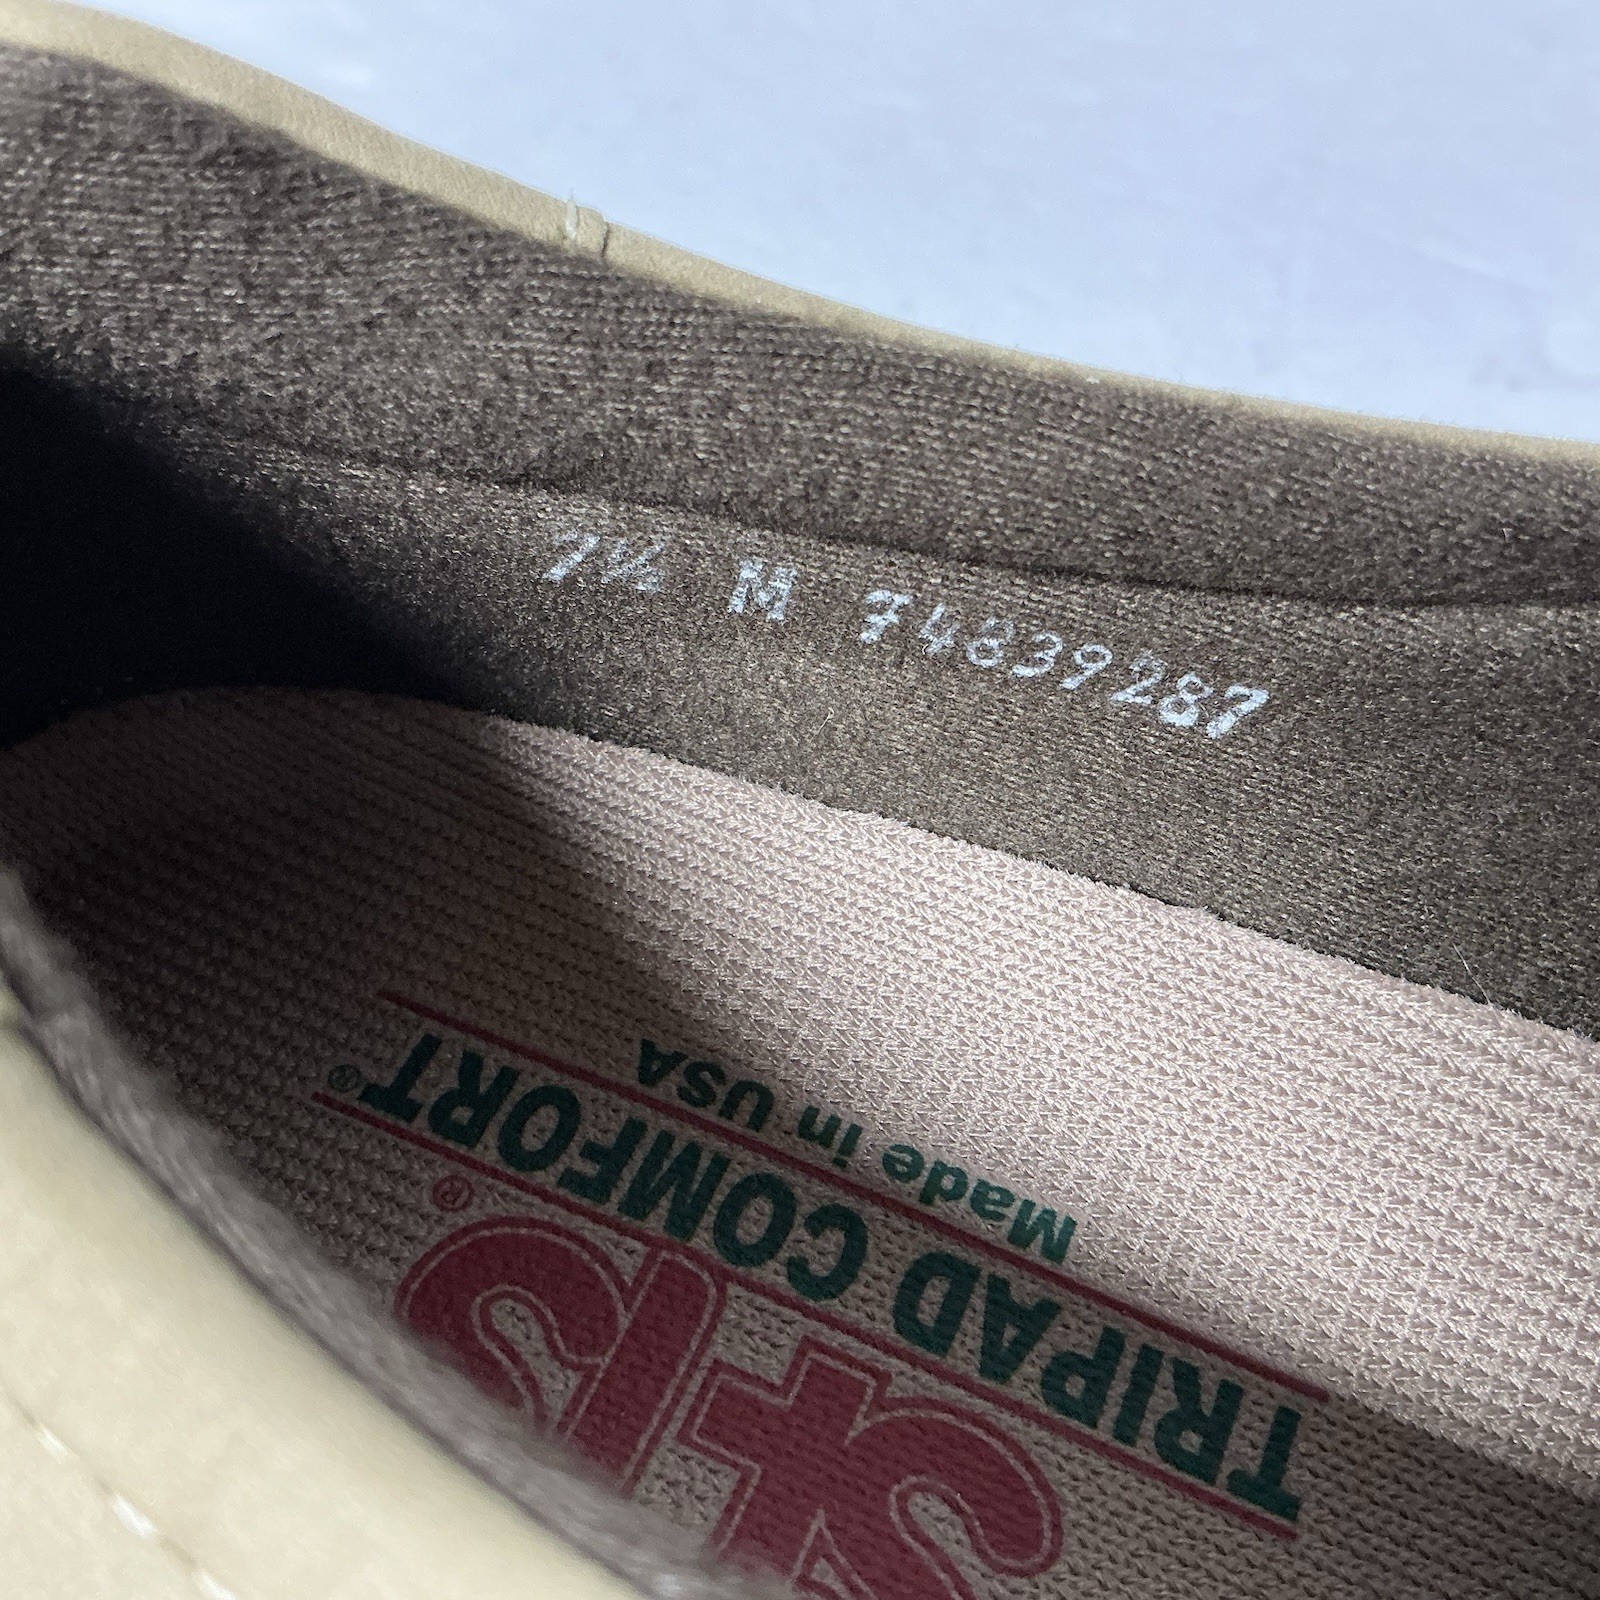 7½ M 74839287
SAS®
TRIPAD COMFORT®
Made in USA